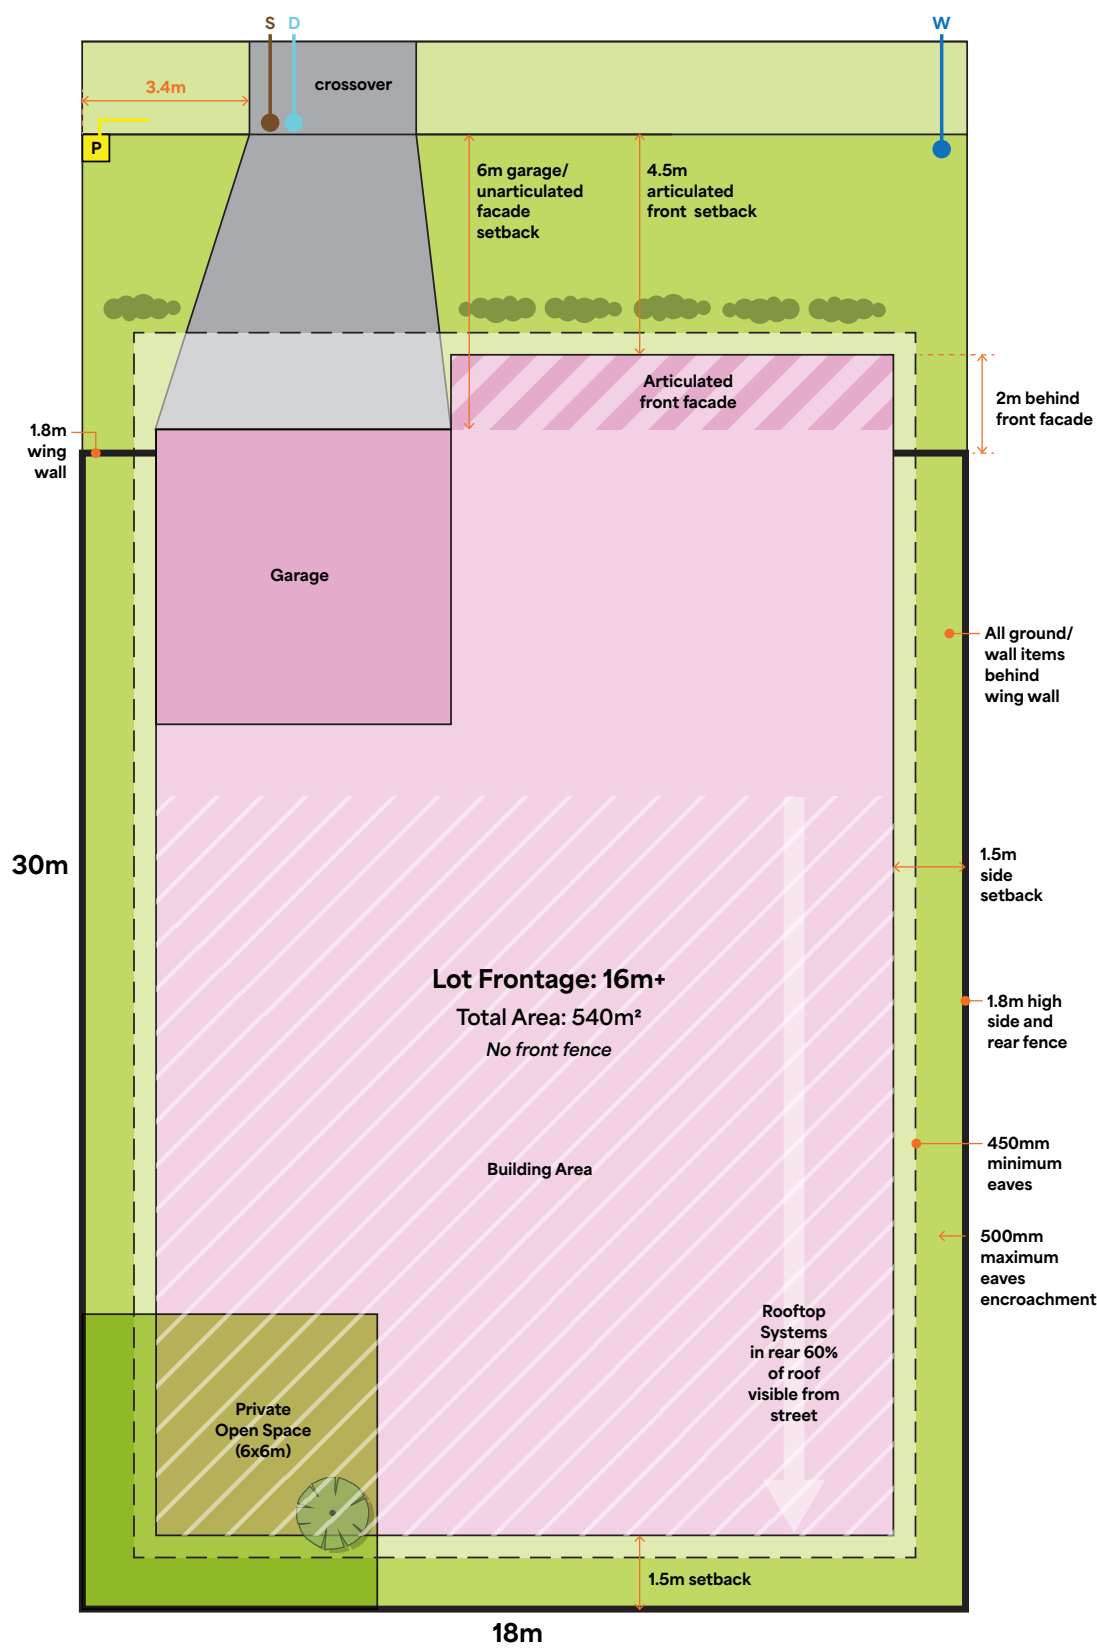 S D
W
crossover
3.4m
P
6m garage/
unarticulated
facade
setback
4.5m
articulated
front setback
Articulated
front facade
2m behind
front facade
1.8m
wing
wall
Garage
All ground/
wall items
behind
wing wall
30m
1.5m
side
setback
Lot Frontage: 16m+
Total Area: 540m²
No front fence
1.8m high
side and
rear fence
Building Area
450mm
minimum
eaves
500mm
maximum
eaves
encroachment
Rooftop
Systems
in rear 60%
of roof
visible from
street
Private
Open Space
(6x6m)
1.5m setback
18m